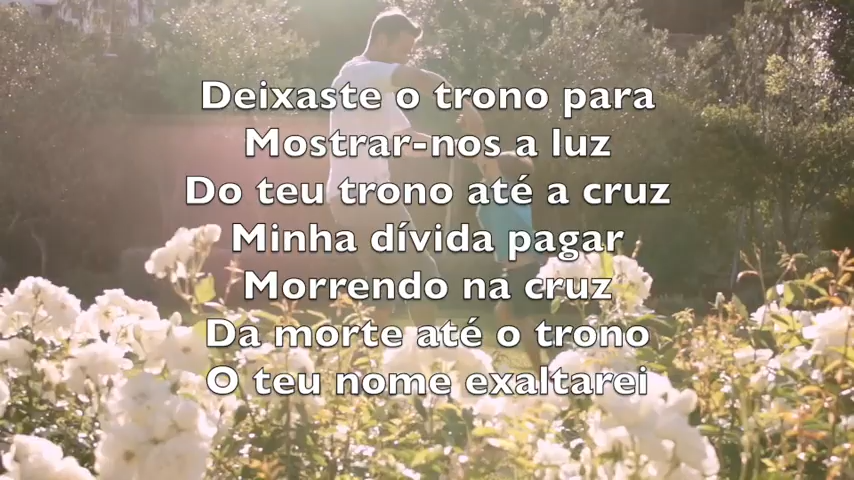 Deixaste o trono para
Mostrar-nos a luz
Do teu trono até a cruz
Minha dívida pagar
Morrendo na cruz
Da morte até o trono
O teu nome exaltarei